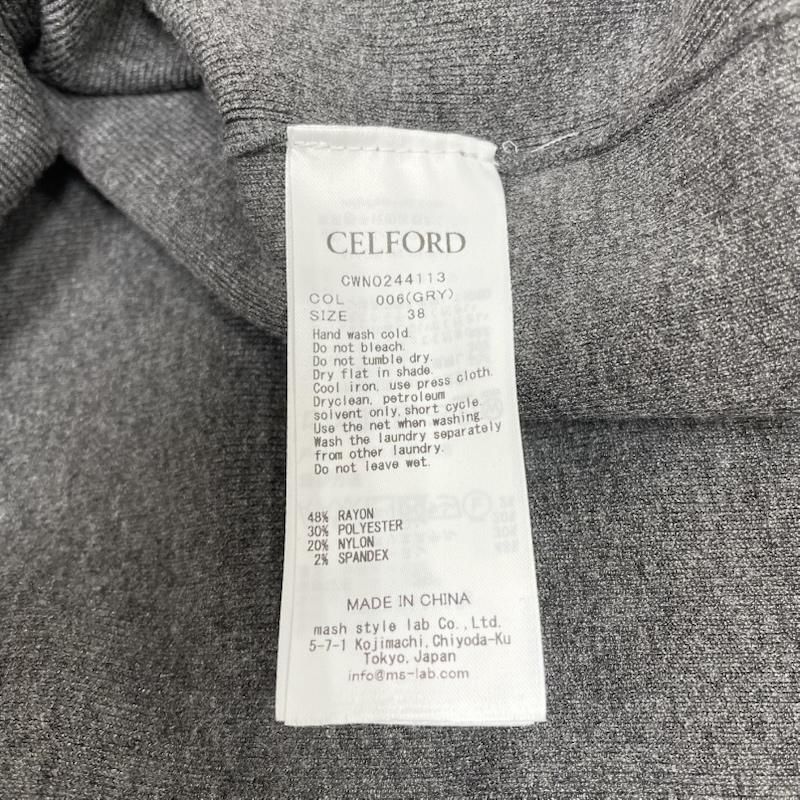 CELFORD
CWNO244113
COL 006(GRY)
SIZE 38
Hand wash cold.
Do not bleach.
Do not tumble dry.
Dry flat in shade.
Cool iron, use press cloth.
Dryclean, petroleum
solvent only, short cycle.
Use the net when washing.
Wash the laundry separately
from other laundry.
Do not leave wet.
48% RAYON
30% POLYESTER
20% NYLON
2% SPANDEX
MADE IN CHINA
mash style lab Co.,Ltd.
5-7-1 Kojimachi,Chiyoda-Ku
Tokyo,Japan
info@ms-lab.com